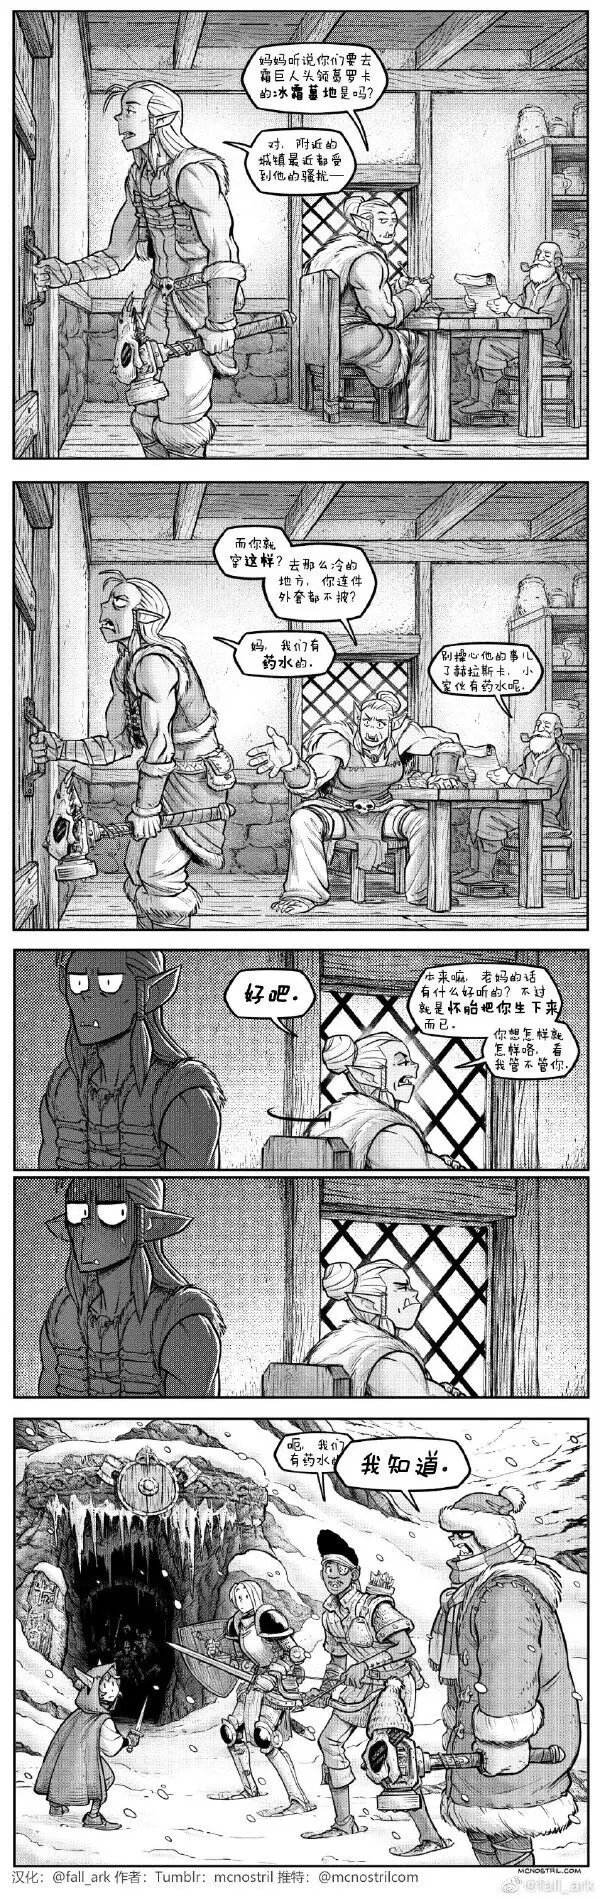 妈妈听说你们要去
霜巨人头领葛罗卡
的冰霜墓地是吗?
对, 附近的
城镇最近都受
到他的骚扰—
而你就
穿这样?
去那么冷的
地方, 你连件
外套都不披?
妈, 我们有
药水的.
别操心他的事儿
了赫拉斯卡, 小
家伙有药水呢.
好吧.
本来嘛, 老妈的话
有什么好听的? 不过
就是怀胎把你生下来
而已.
你想怎样就
怎样咯, 看
我管不管你.
呃, 我们
有药水的
我知道.
MCNOSTRIL.COM
汉化: @fall_ark 作者: Tumblr: mcnostril 推特: @mcnostrilcom
@fall_ark